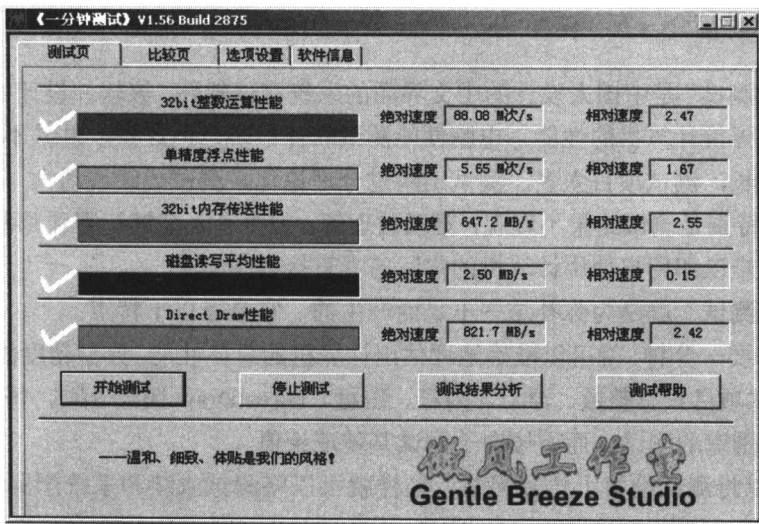 《一分钟测试》V1.56 Build 2875
测试页 比较页 选项设置 软件信息
32bit整数运算性能
绝对速度 88.08 M次/s 相对速度 2.47
单精度浮点性能
绝对速度 5.65 M次/s 相对速度 1.67
32bit内存传送性能
绝对速度 647.2 MB/s 相对速度 2.55
磁盘读写平均性能
绝对速度 2.50 MB/s 相对速度 0.15
Direct Draw性能
绝对速度 821.7 MB/s 相对速度 2.42
开始测试 停止测试 测试结果分析 测试帮助
——温和、细致、体贴是我们的风格!
微风工作室
Gentle Breeze Studio